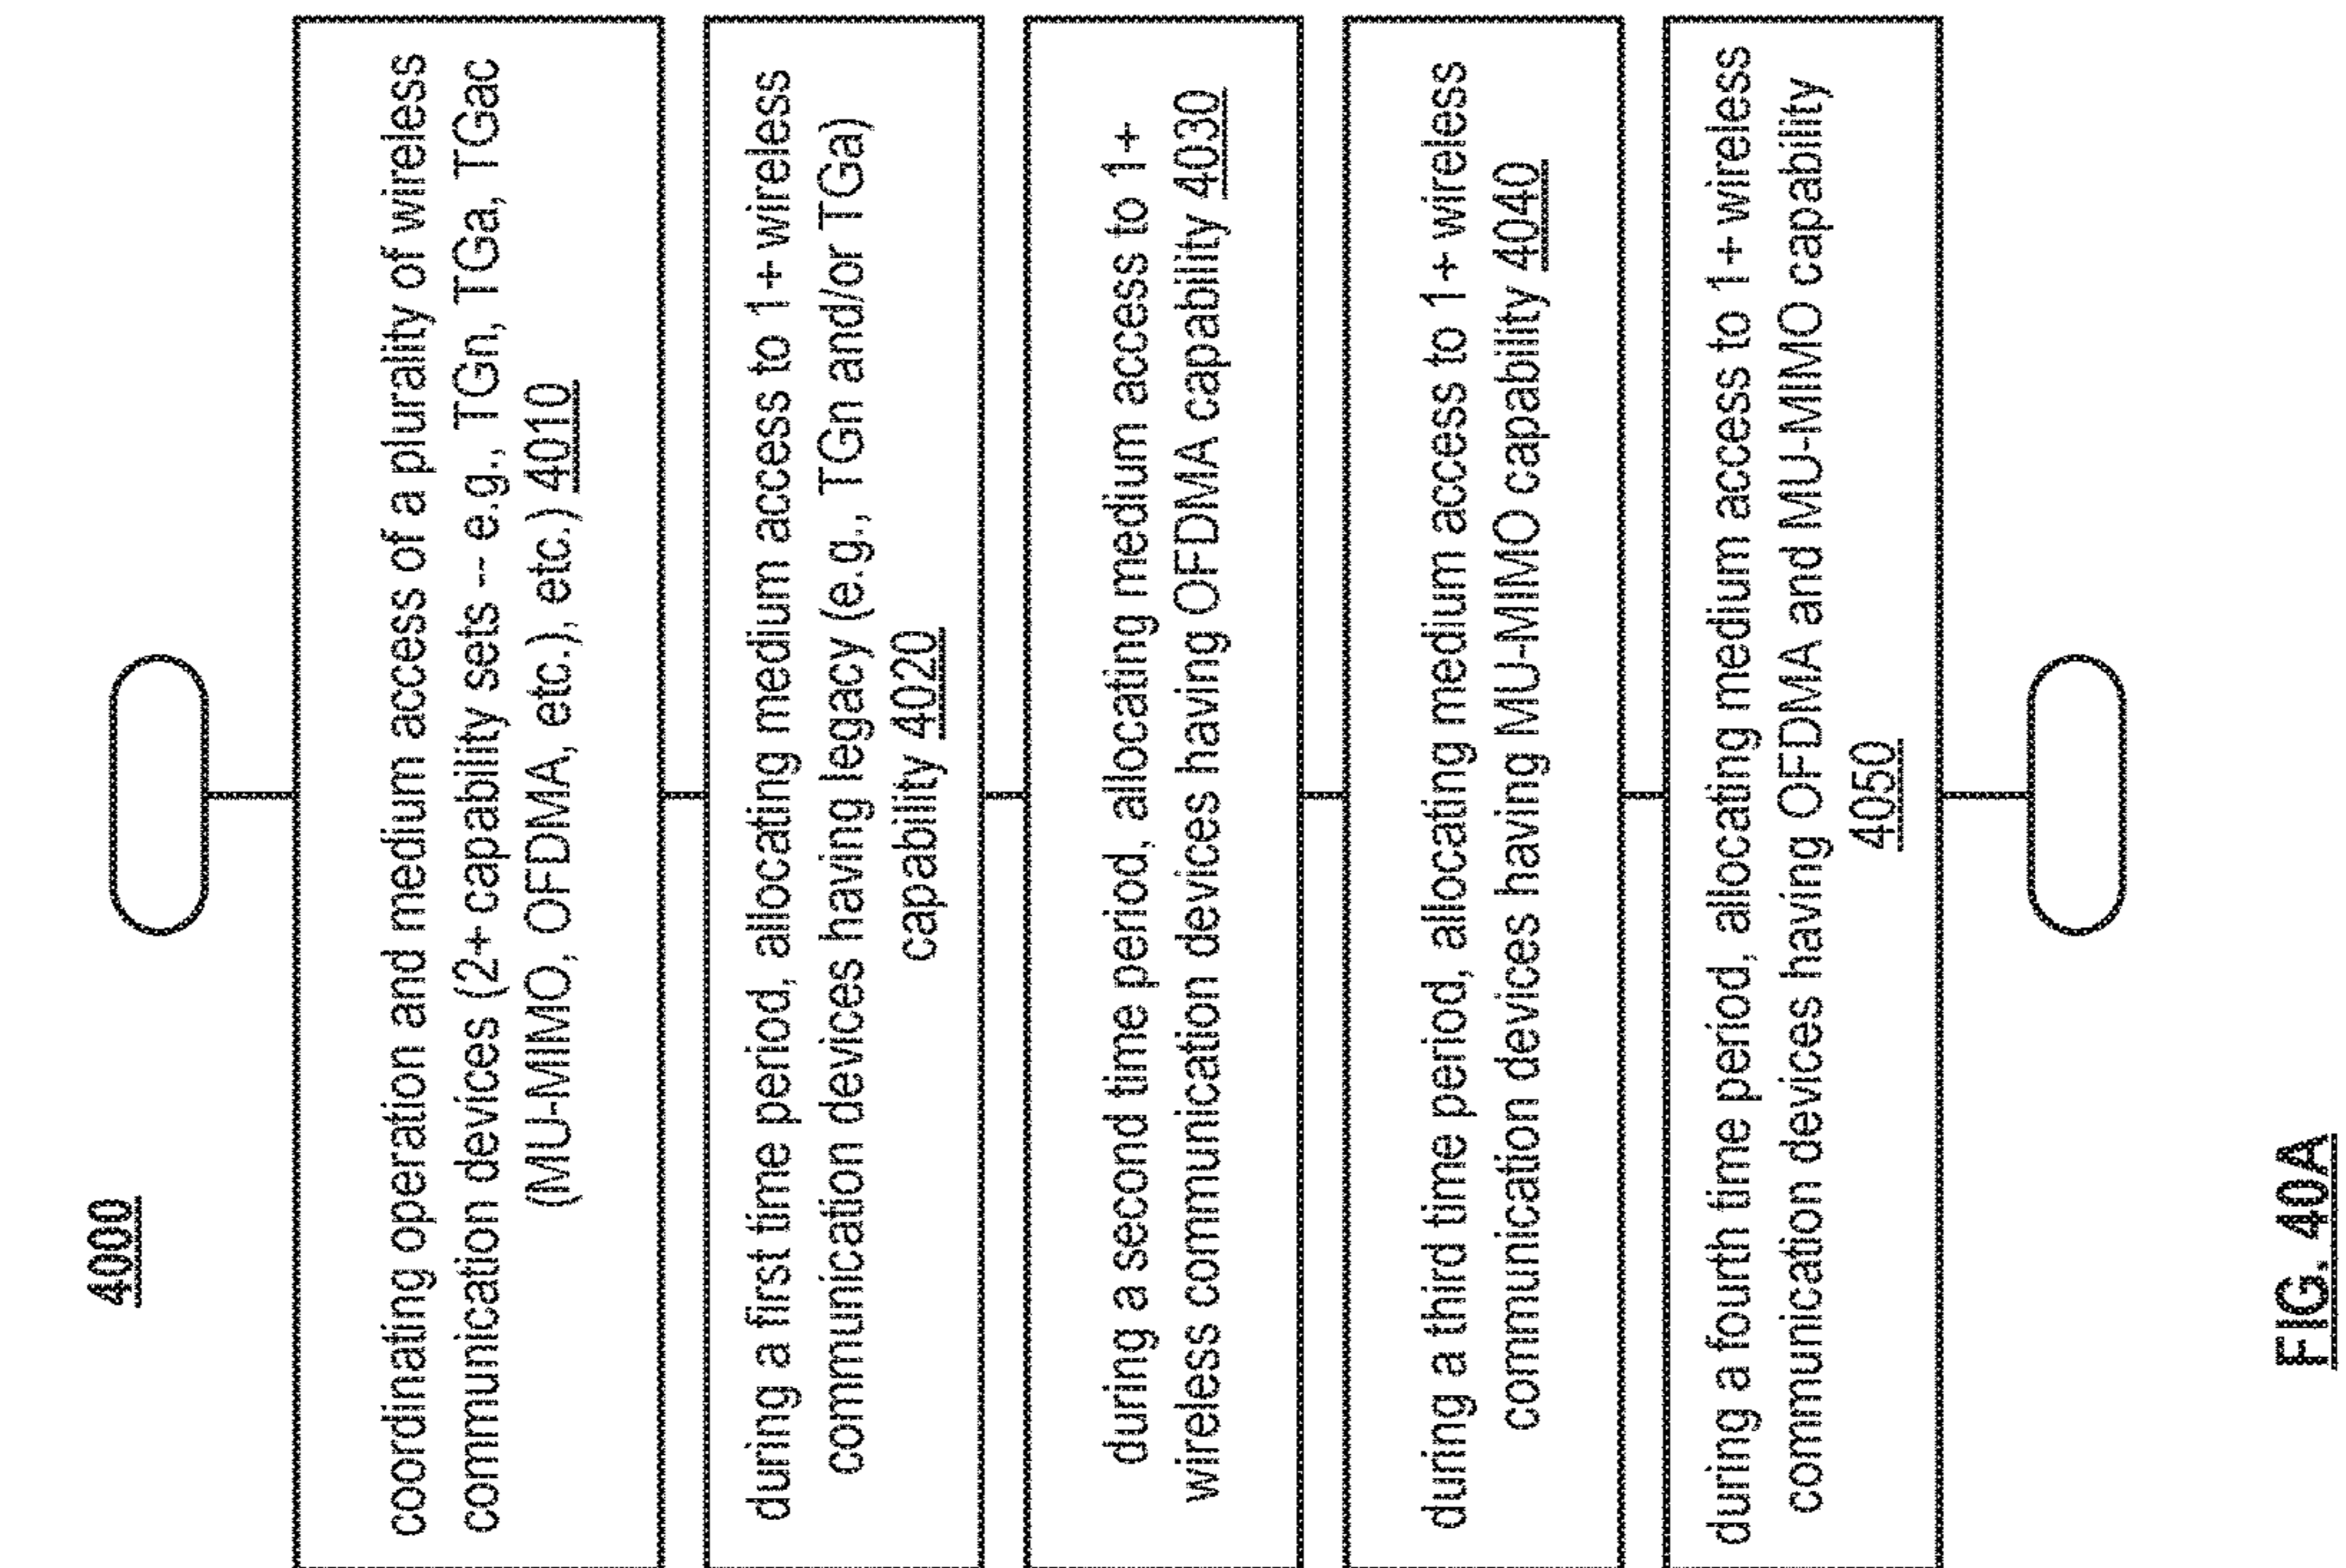 4000
coordinating operation and medium access of a plurality of wireless
communication devices (2+ capability sets -- e.g., TGn, TGa, TGac
(MU-MIMO, OFDMA, etc.), etc.) 4010
during a first time period, allocating medium access to 1+ wireless
communication devices having legacy (e.g., TGn and/or TGa)
capability 4020
during a second time period, allocating medium access to 1+
wireless communication devices having OFDMA capability 4030
during a third time period, allocating medium access to 1+ wireless
communication devices having MU-MIMO capability 4040
during a fourth time period, allocating medium access to 1+ wireless
communication devices having OFDMA and MU-MIMO capability
4050
FIG. 40A